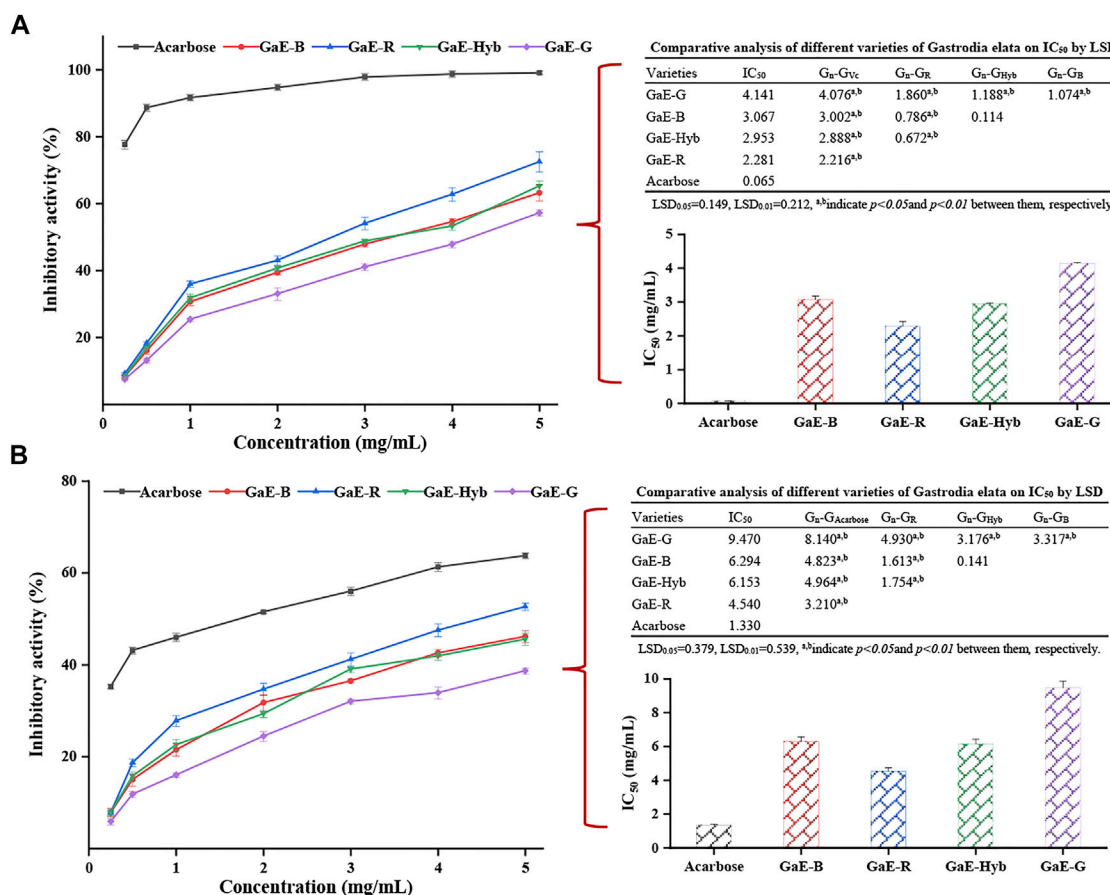 A
Acarbose GaE-B GaE-R GaE-Hyb GaE-G
Inhibitory activity (%)
100
80
60
40
20
0 1 2 3 4 5
Concentration (mg/mL)
Comparative analysis of different varieties of Gastrodia elata on IC50 by LSD
Varieties IC50 Gn-GVc Gn-GR Gn-GHyb Gn-GB
GaE-G 4.141 4.076a,b 1.860a,b 1.188a,b 1.074a,b
GaE-B 3.067 3.002a,b 0.786a,b 0.114
GaE-Hyb 2.953 2.888a,b 0.672a,b
GaE-R 2.281 2.216a,b
Acarbose 0.065
LSD0.05=0.149, LSD0.01=0.212, a,bindicate p<0.05and p<0.01 between them, respectively
IC50 (mg/mL)
5
4
3
2
1
0
Acarbose GaE-B GaE-R GaE-Hyb GaE-G
B
Acarbose GaE-B GaE-R GaE-Hyb GaE-G
Inhibitory activity (%)
80
60
40
20
0 1 2 3 4 5
Concentration (mg/mL)
Comparative analysis of different varieties of Gastrodia elata on IC50 by LSD
Varieties IC50 Gn-GAcarbose Gn-GR Gn-GHyb Gn-GB
GaE-G 9.470 8.140a,b 4.930a,b 3.176a,b 3.317a,b
GaE-B 6.294 4.823a,b 1.613a,b 0.141
GaE-Hyb 6.153 4.964a,b 1.754a,b
GaE-R 4.540 3.210a,b
Acarbose 1.330
LSD0.05=0.379, LSD0.01=0.539, a,bindicate p<0.05and p<0.01 between them, respectively.
IC50 (mg/mL)
10
8
6
4
2
0
Acarbose GaE-B GaE-R GaE-Hyb GaE-G